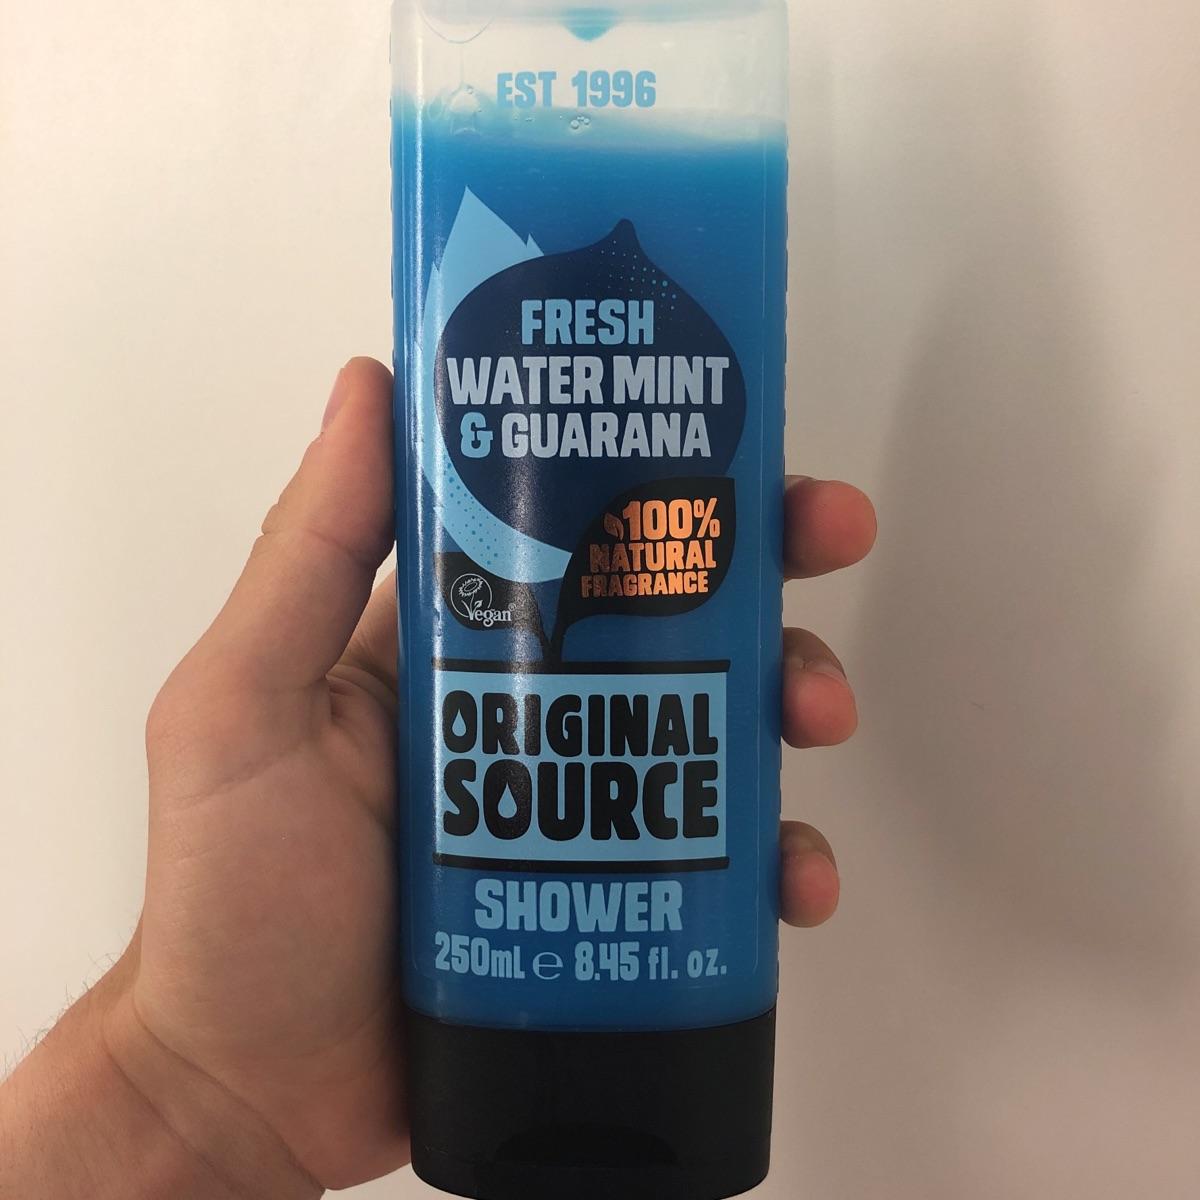 EST 1996
FRESH
WATER MINT
& GUARANA
100%
NATURAL
FRAGRANCE
Vegan
ORIGINAL
SOURCE
SHOWER
250mL e 8.45 fl. oz.